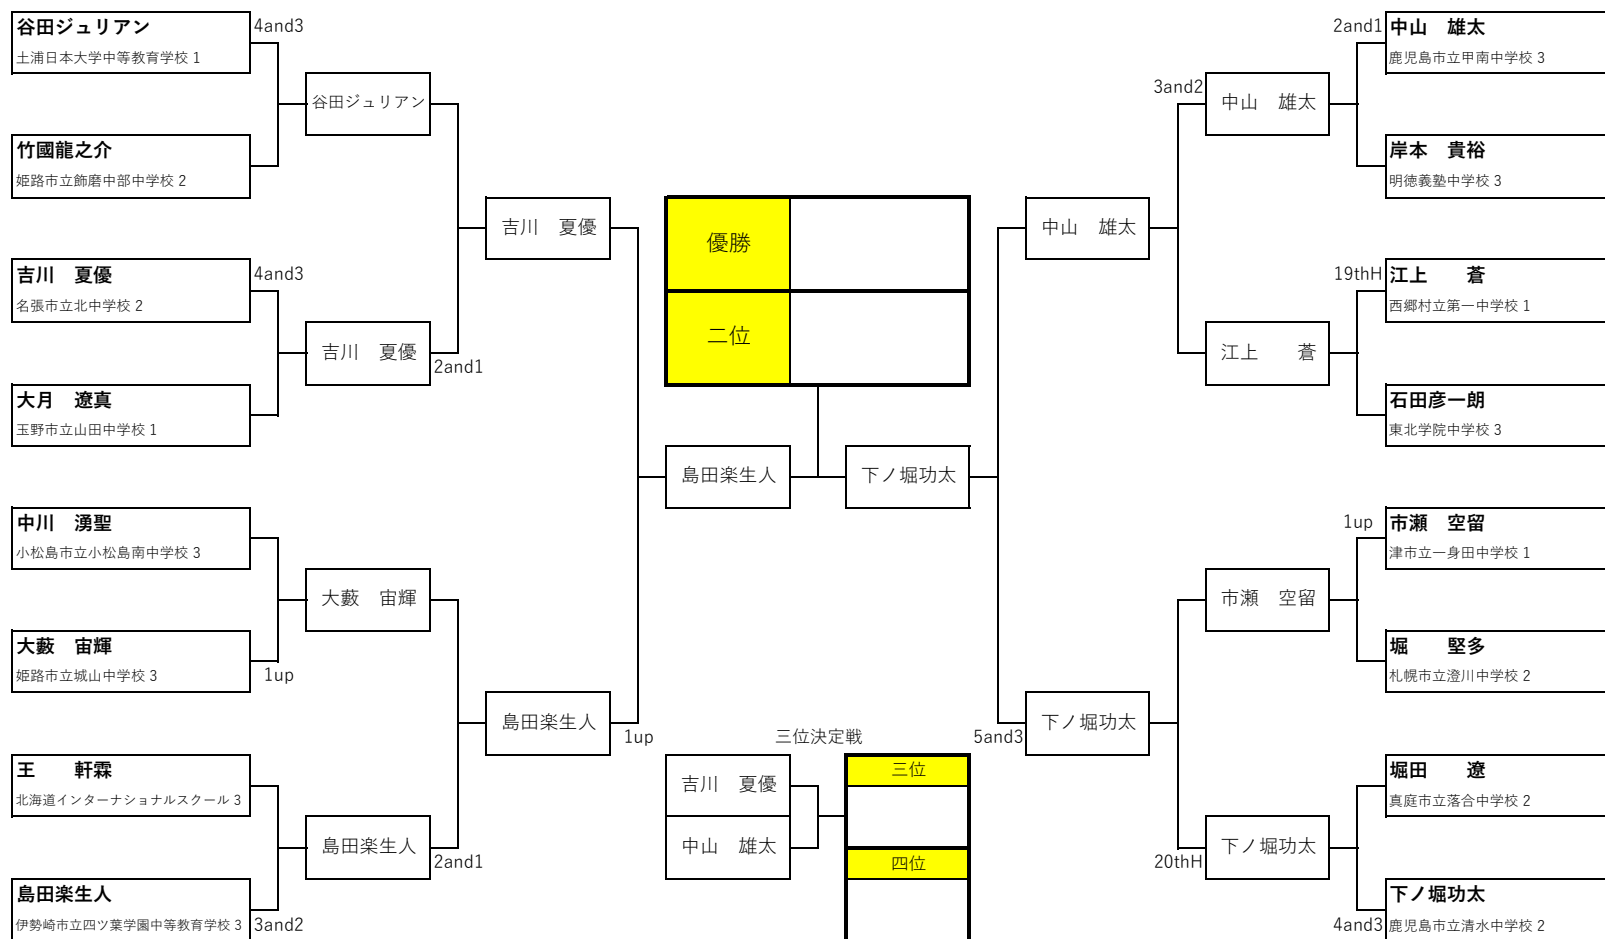 谷田ジュリアン
土浦日本大学中等教育学校 1
4and3
竹國龍之介
姫路市立飾磨中部中学校 2
谷田ジュリアン
吉川　夏優
名張市立北中学校 2
4and3
大月　遼真
玉野市立山田中学校 1
吉川　夏優
2and1
吉川　夏優
中川　湧聖
小松島市立小松島南中学校 3
大藪　宙輝
姫路市立城山中学校 3
1up
大藪　宙輝
王　　軒霖
北海道インターナショナルスクール 3
島田楽生人
伊勢崎市立四ツ葉学園中等教育学校 3
3and2
島田楽生人
2and1
島田楽生人
1up
優勝
二位
島田楽生人
下ノ堀功太
三位決定戦
吉川　夏優
中山　雄太
三位
四位
中山　雄太
5and3
下ノ堀功太
3and2
中山　雄太
江上　　蒼
市瀬　空留
20thH
下ノ堀功太
2and1
中山　雄太
鹿児島市立甲南中学校 3
岸本　貴裕
明徳義塾中学校 3
19thH
江上　　蒼
西郷村立第一中学校 1
石田彦一朗
東北学院中学校 3
1up
市瀬　空留
津市立一身田中学校 1
堀　　堅多
札幌市立澄川中学校 2
堀田　　遼
真庭市立落合中学校 2
下ノ堀功太
4and3
鹿児島市立清水中学校 2